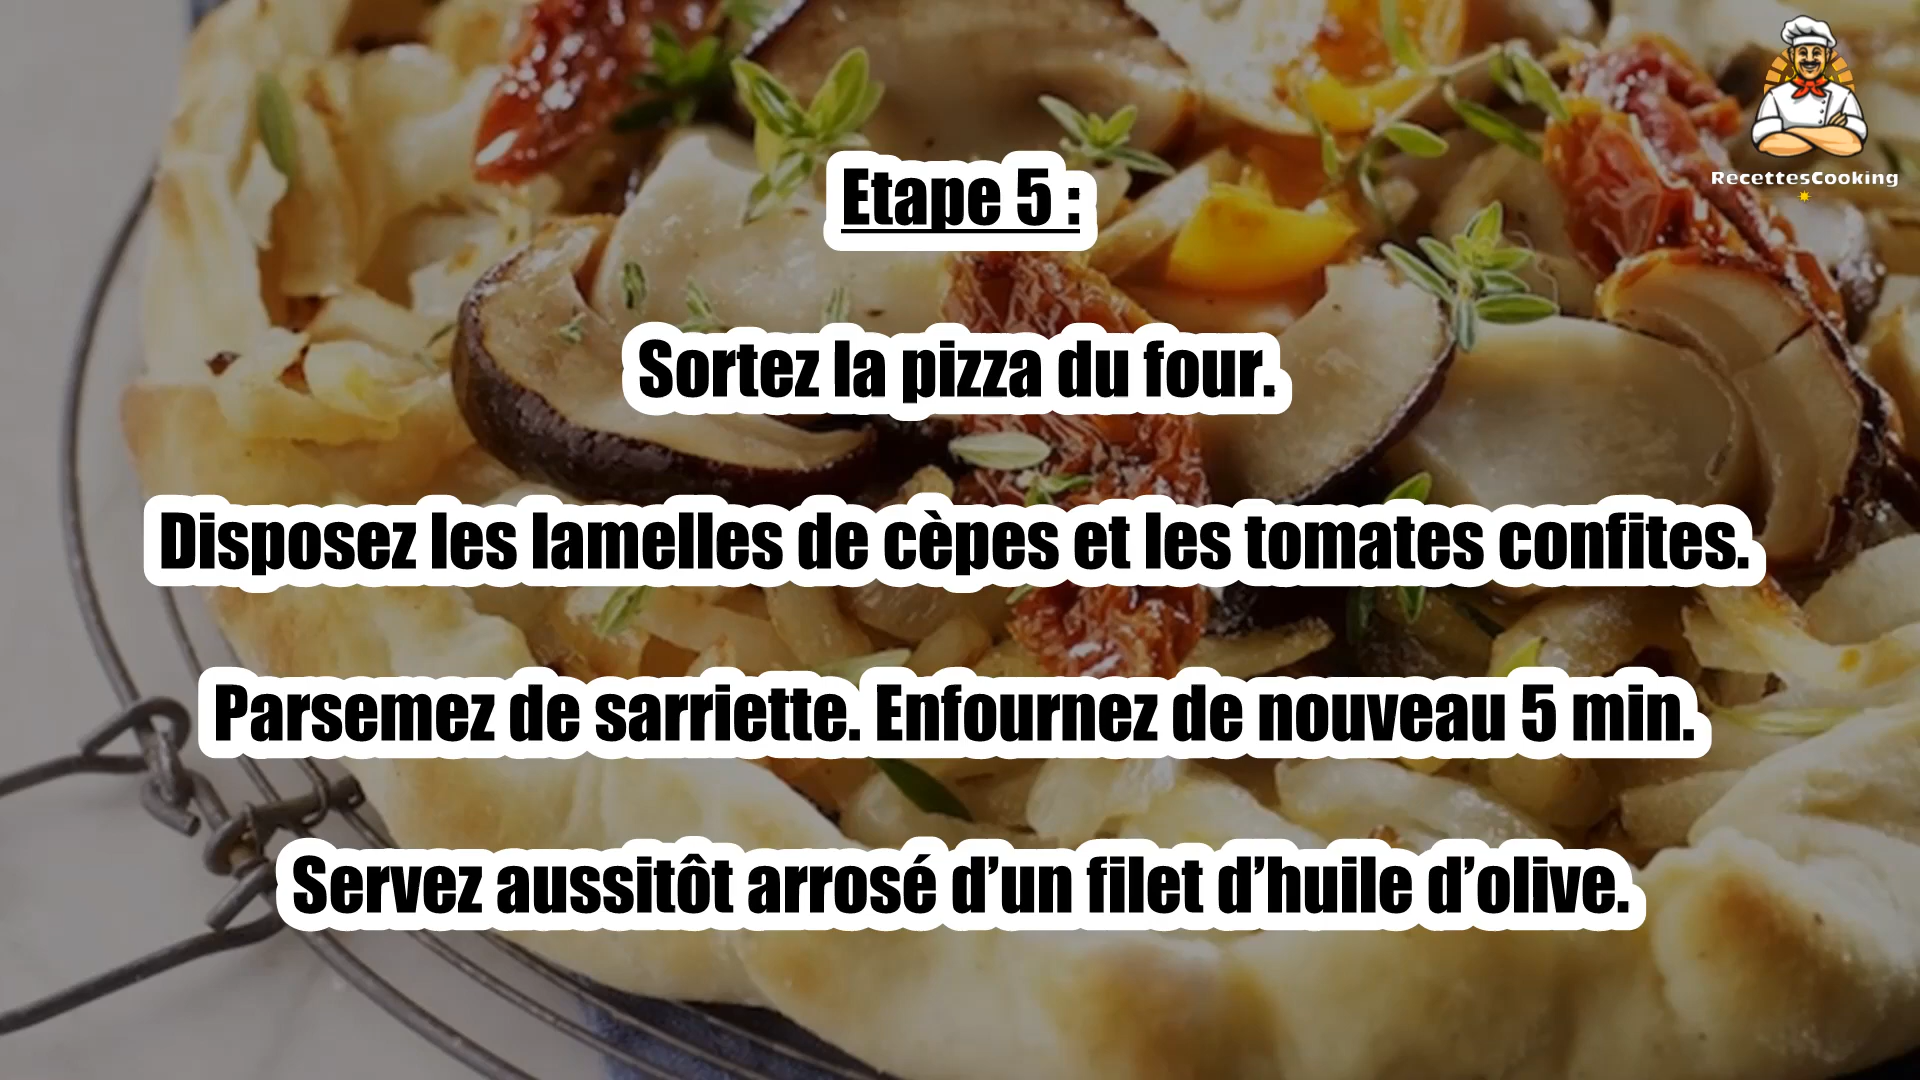 RecettesCooking
Etape 5 :
Sortez la pizza du four.
Disposez les lamelles de cèpes et les tomates confites.
Parsemez de sarriette. Enfournez de nouveau 5 min.
Servez aussitôt arrosé d’un filet d’huile d’olive.